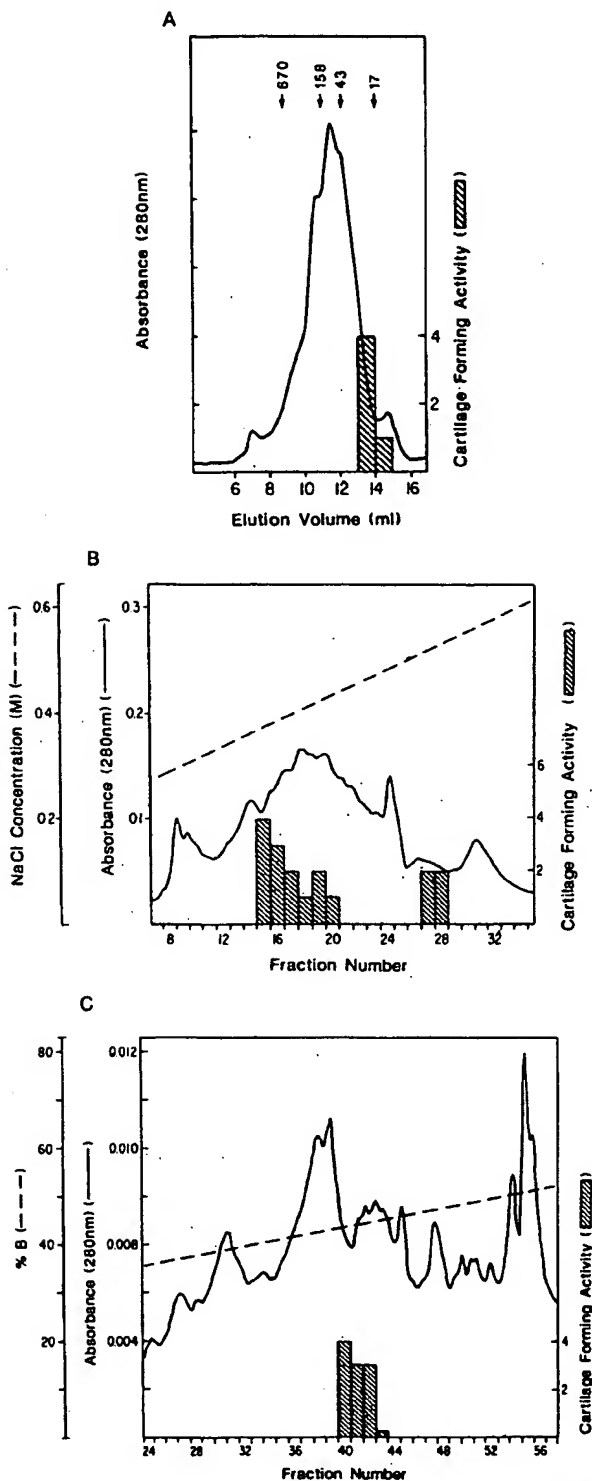 A
670
158
43
17
Absorbance (280nm)
Cartilage Forming Activity ( )
4
2
6 8 10 12 14 16
Elution Volume (ml)
B
NaCl Concentration (M) (— — —)
0.6
0.4
0.2
Absorbance (280nm) (———)
0.3
0.2
0.1
Cartilage Forming Activity ( )
6
4
2
8 12 16 20 24 28 32
Fraction Number
C
% B (— — —)
80
60
40
20
Absorbance (280nm) (———)
0.012
0.010
0.008
0.006
0.004
Cartilage Forming Activity ( )
4
2
24 28 32 36 40 44 48 52 56
Fraction Number